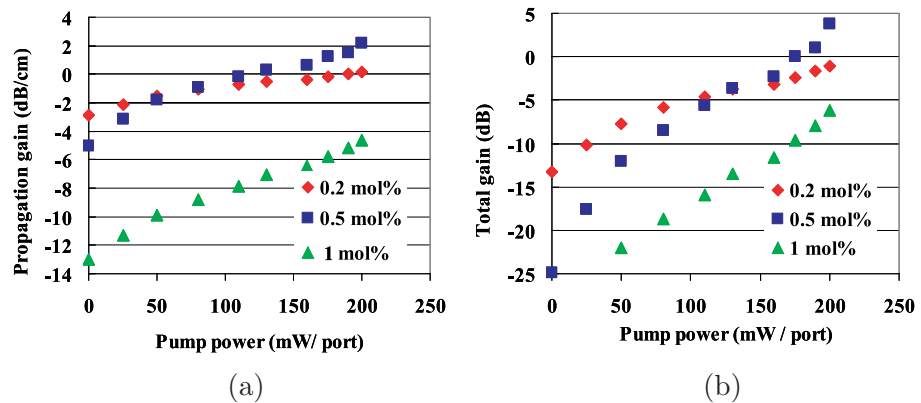 Propagation gain (dB/cm)
4
2
0
-2
-4
-6
-8
-10
-12
-14
0.2 mol%
0.5 mol%
1 mol%
0 50 100 150 200 250
Pump power (mW/ port)
(a)
Total gain (dB)
5
0
-5
-10
-15
-20
-25
0.2 mol%
0.5 mol%
1 mol%
0 50 100 150 200 250
Pump power (mW / port)
(b)